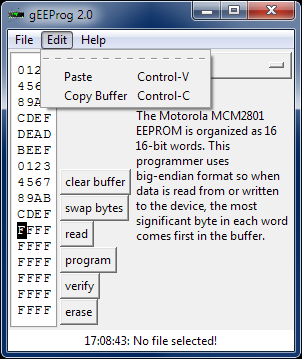 gEEProg 2.0
File Edit Help
Paste Control-V
Copy Buffer Control-C
012
456
89A
CDEF
DEAD
BEEF
0123
4567
89AB
CDEF
FFFF
FFFF
FFFF
FFFF
FFFF
FFFF
clear buffer
swap bytes
read
program
verify
erase
The Motorola MCM2801
EEPROM is organized as 16
16-bit words. This
programmer uses
big-endian format so when
data is read from or written
to the device, the most
significant byte in each word
comes first in the buffer.
17:08:43: No file selected!